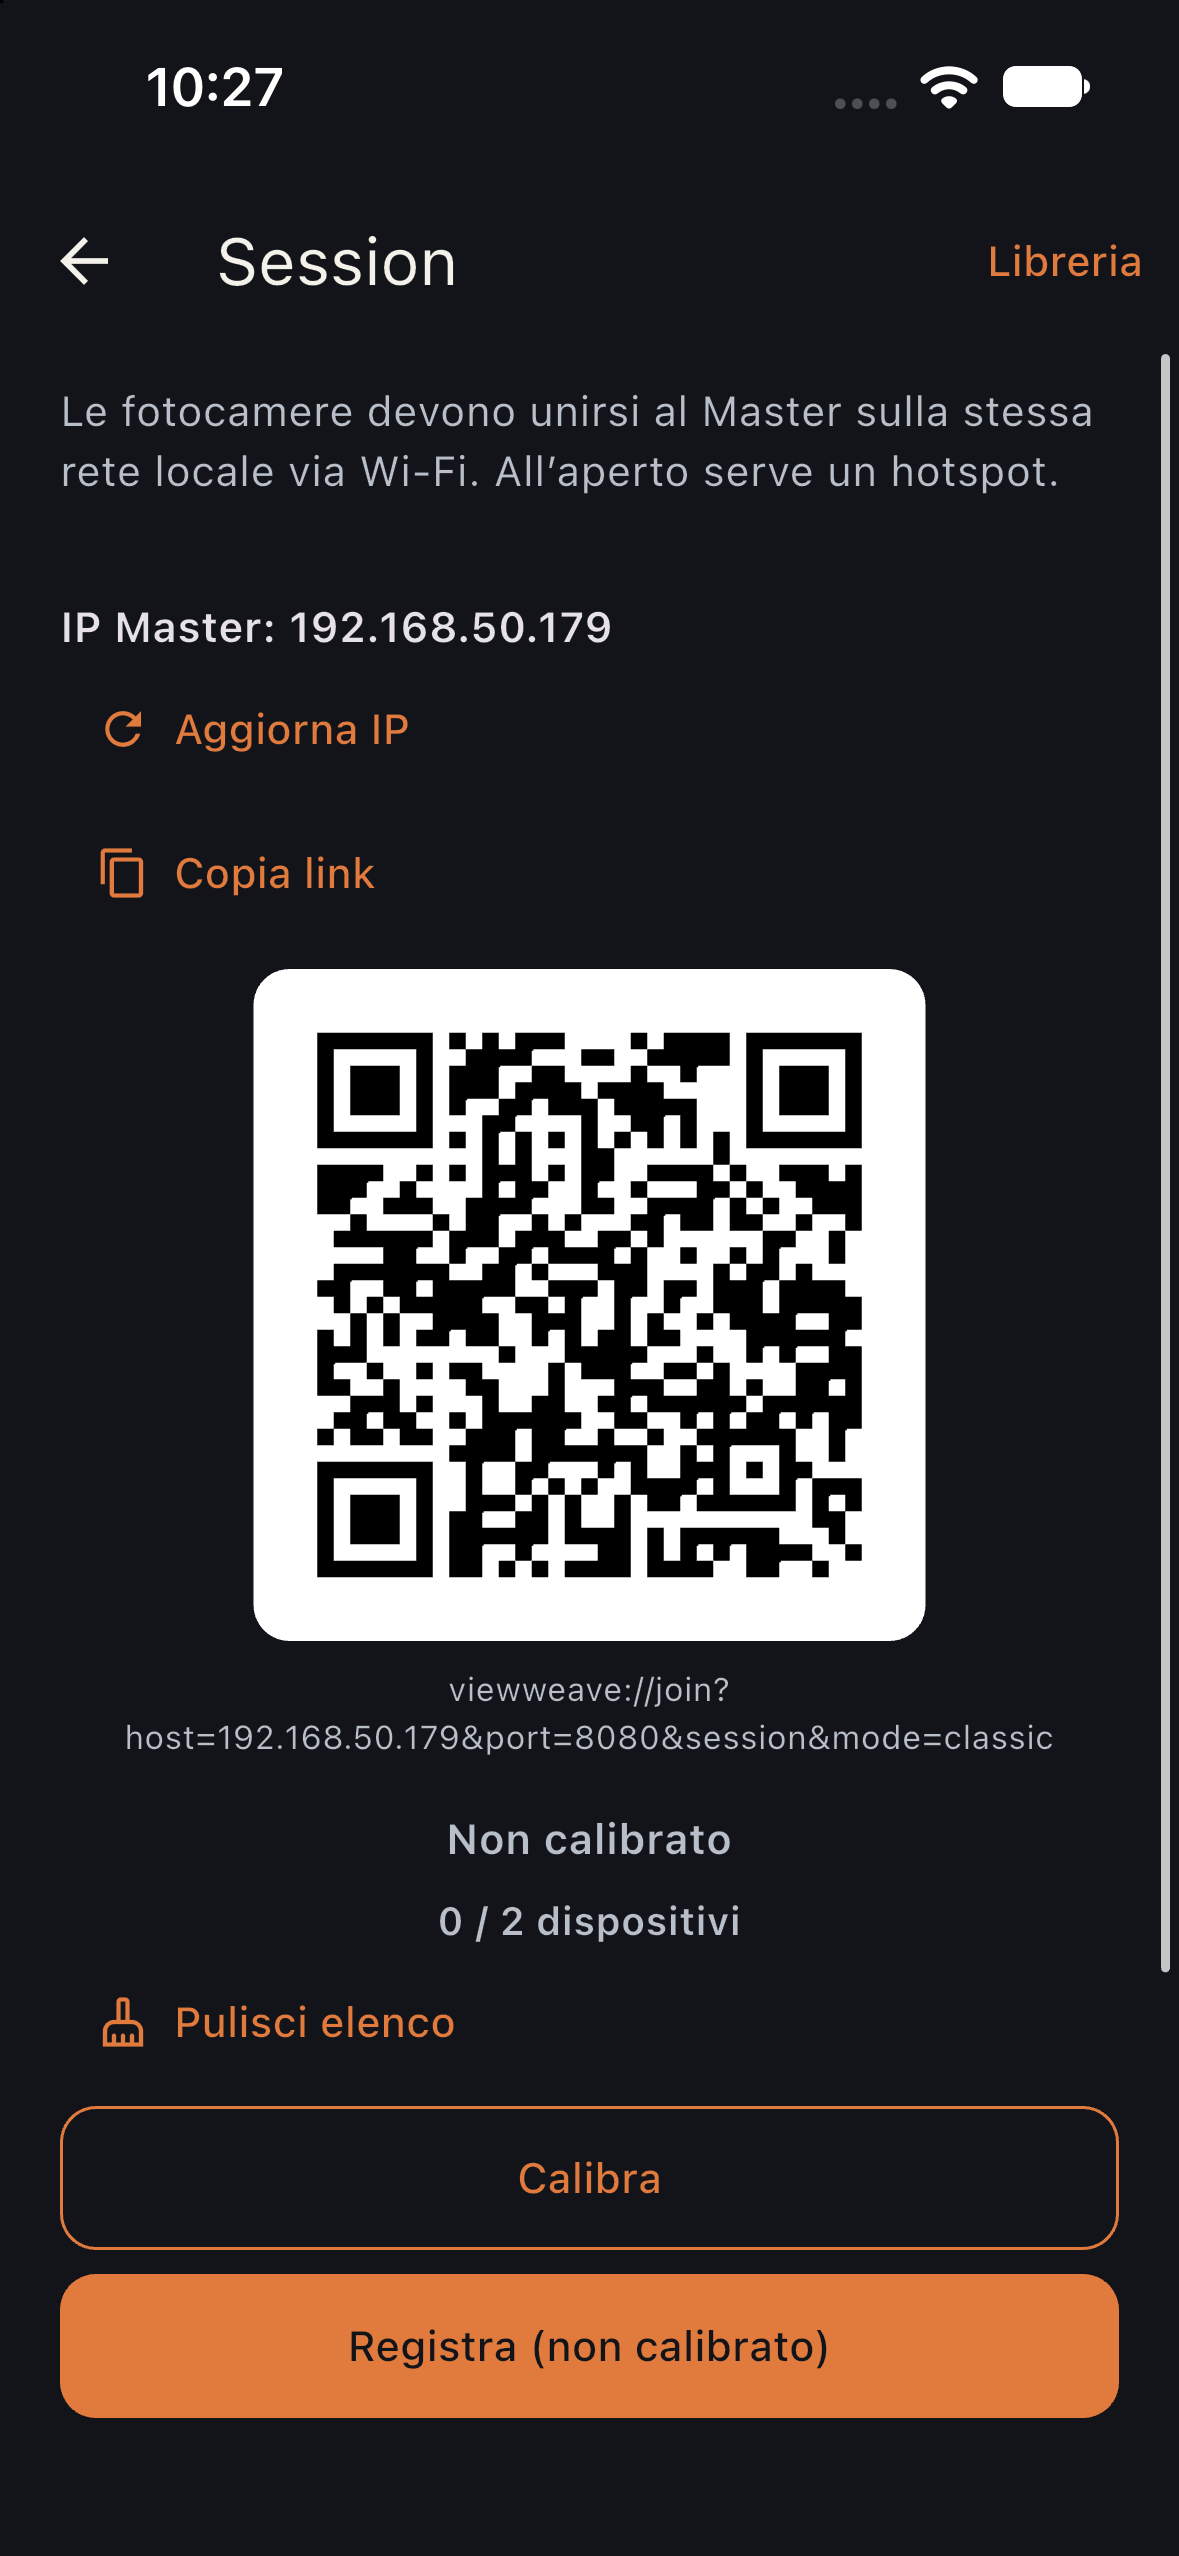 10:27
Session
Libreria
Le fotocamere devono unirsi al Master sulla stessa
rete locale via Wi-Fi. All’aperto serve un hotspot.
IP Master: 192.168.50.179
Aggiorna IP
Copia link
viewweave://join?
host=192.168.50.179&port=8080&session&mode=classic
Non calibrato
0 / 2 dispositivi
Pulisci elenco
Calibra
Registra (non calibrato)